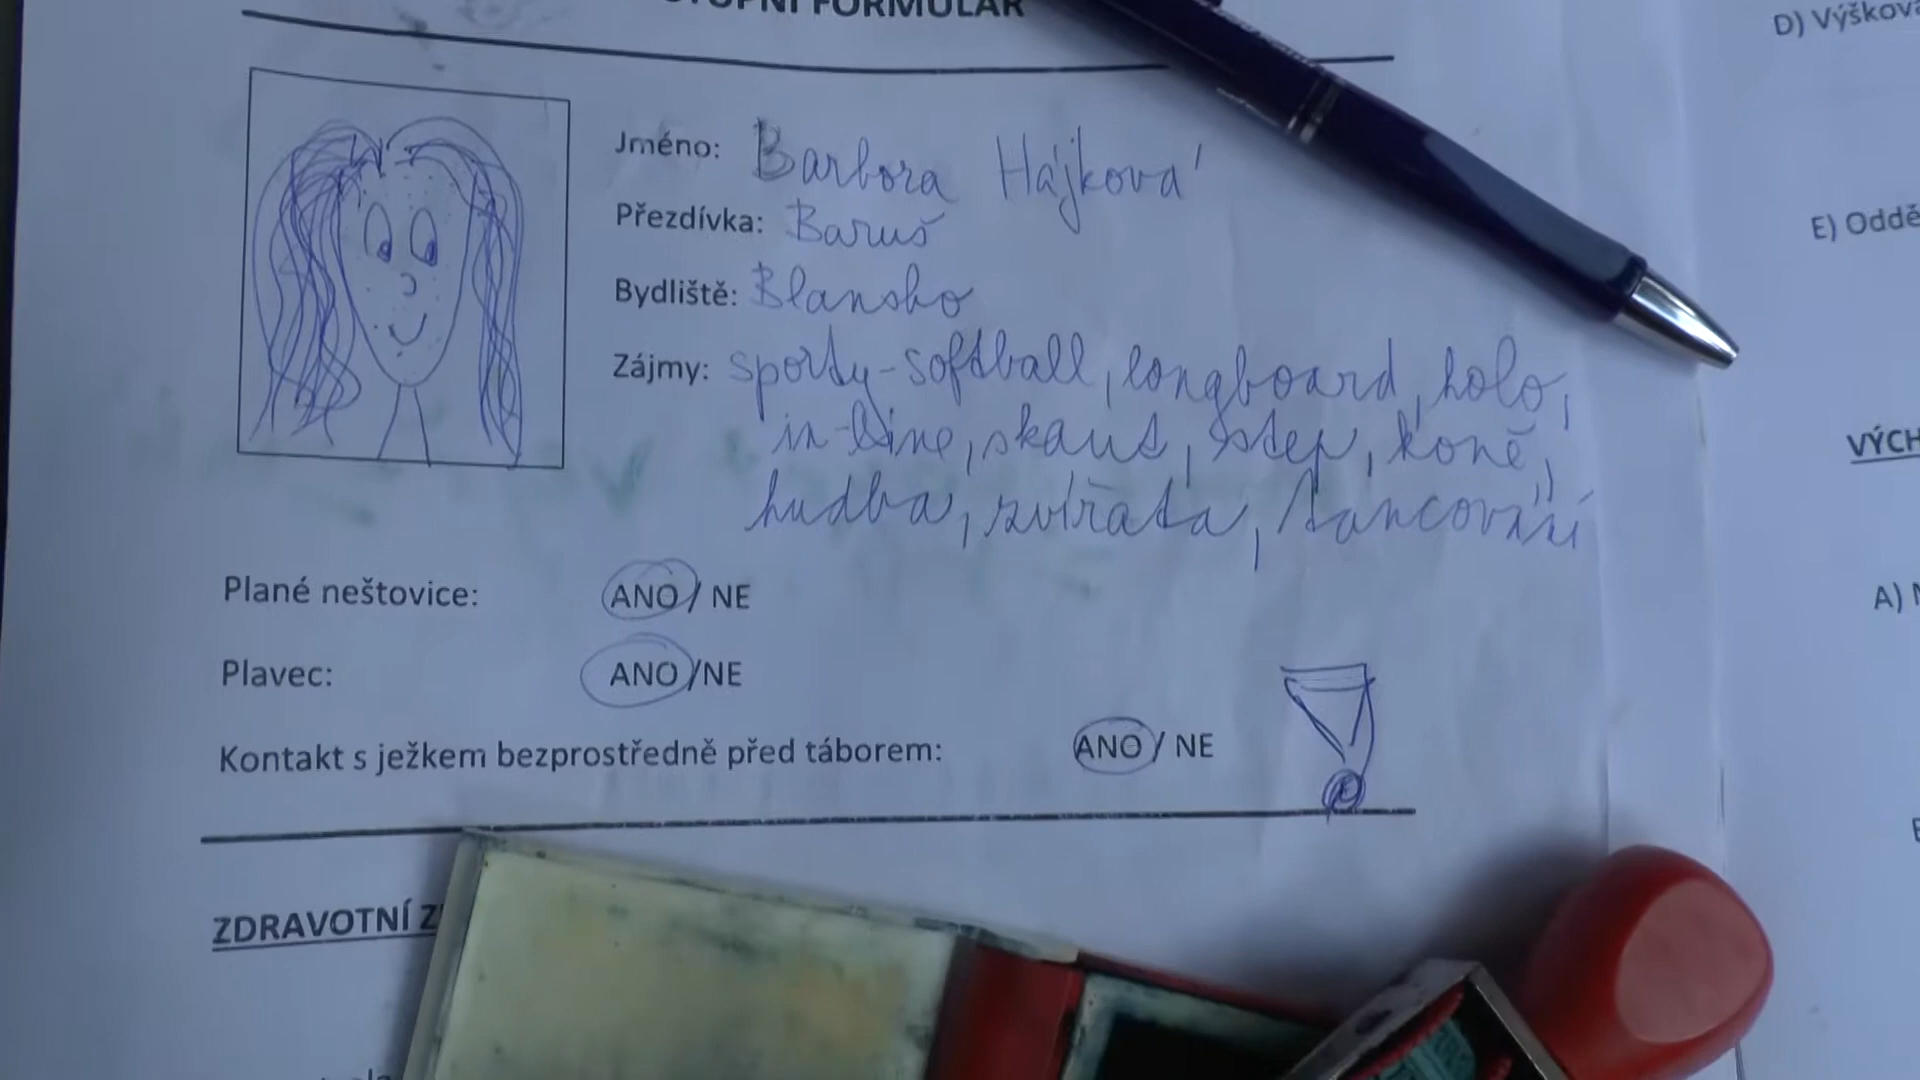 STUPNÍ FORMULÁŘ
Jméno: Barbora Hájková
Přezdívka: Baruš
Bydliště: Blansko
Zájmy: sporty-softball, longboard, kolo,
in-line, skaut, step, koně,
hudba, zvířata, tancování
Plané neštovice: ANO / NE
Plavec: ANO /NE
Kontakt s ježkem bezprostředně před táborem: ANO / NE
ZDRAVOTNÍ
D) Výškov
E) Oddě
VÝCH
A)